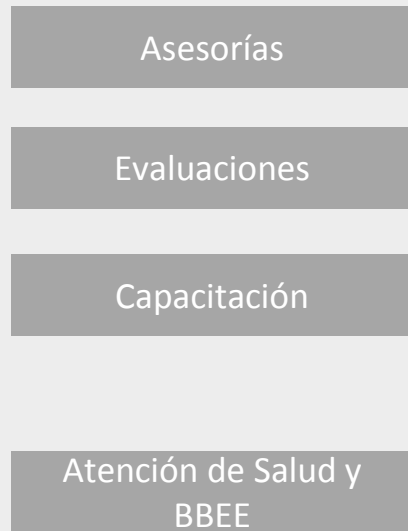 Asesorías
Evaluaciones
Capacitación
Atención de Salud y
BBEE